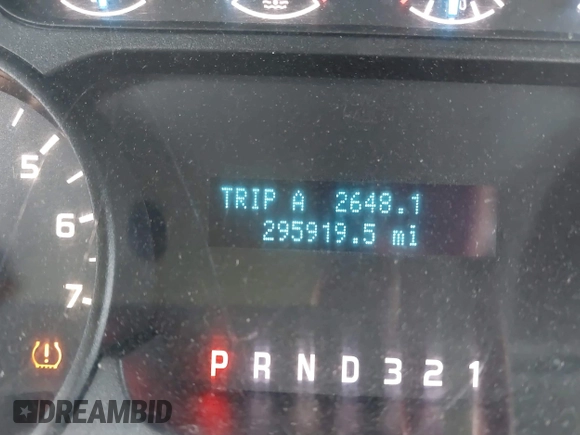 TRIP A 2648.1
295919.5 mi
5
6
7
P R N D 3 2 1
DREAMBID